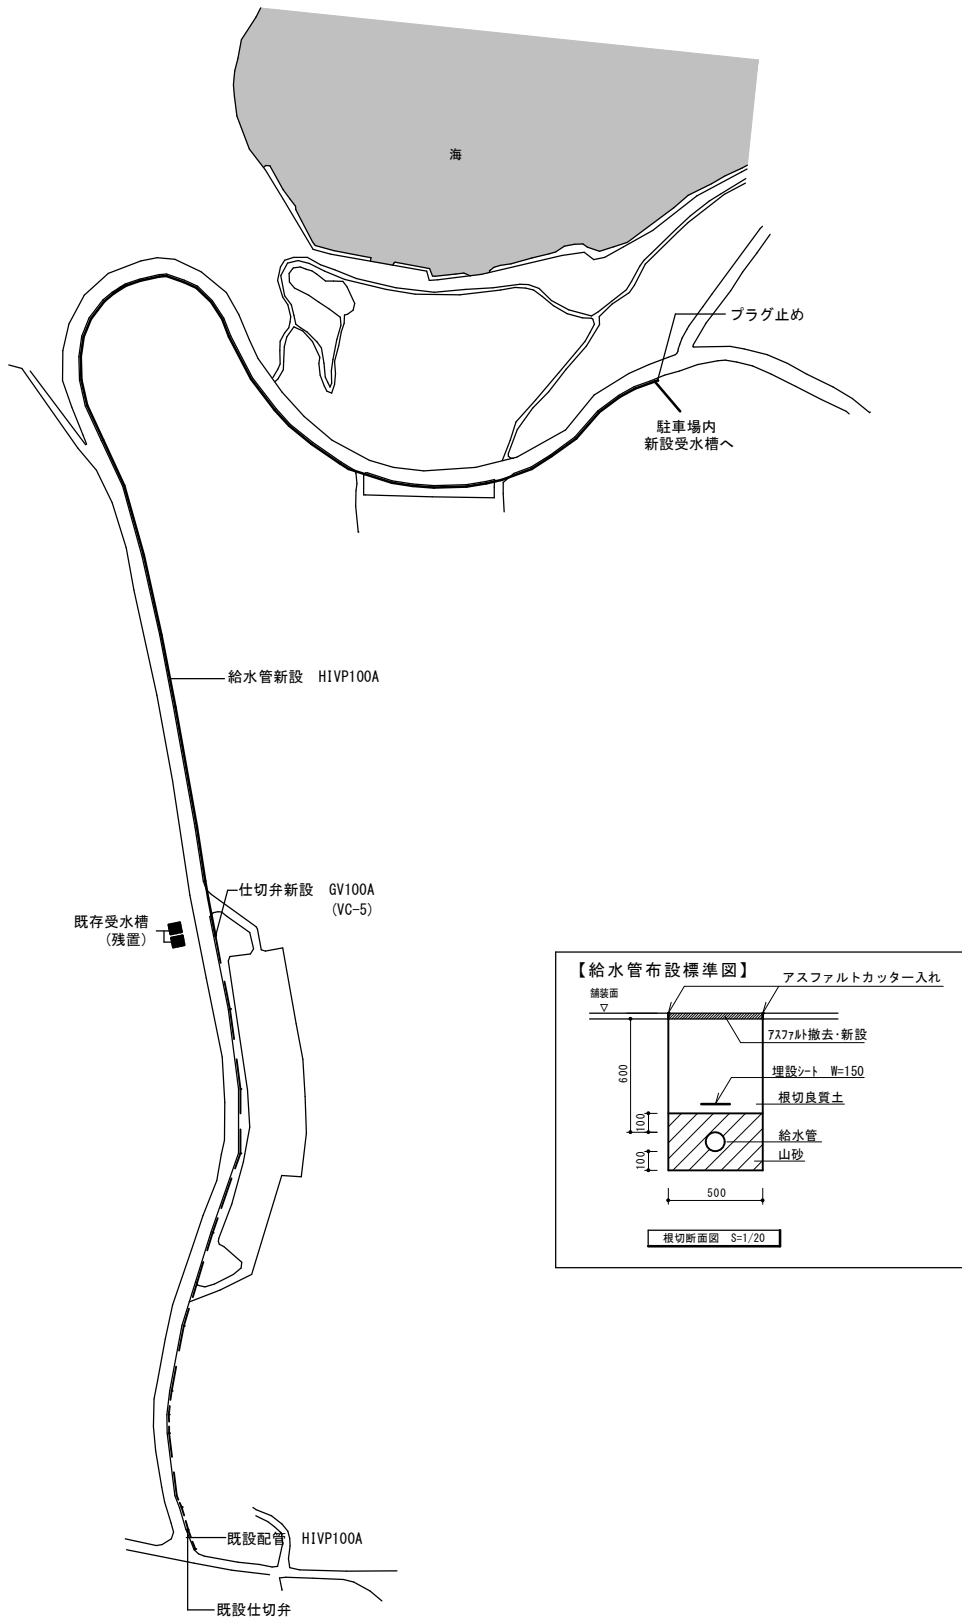 海
プラグ止め
駐車場内
新設受水槽へ
給水管新設 HIVP100A
仕切弁新設 GV100A
(VC-5)
既存受水槽
(残置)
【給水管布設標準図】
アスファルトカッター入れ
舗装面
アスファルト撤去・新設
600
埋設シート W=150
根切良質土
100
給水管
山砂
100
500
根切断面図 S=1/20
既設配管 HIVP100A
既設仕切弁